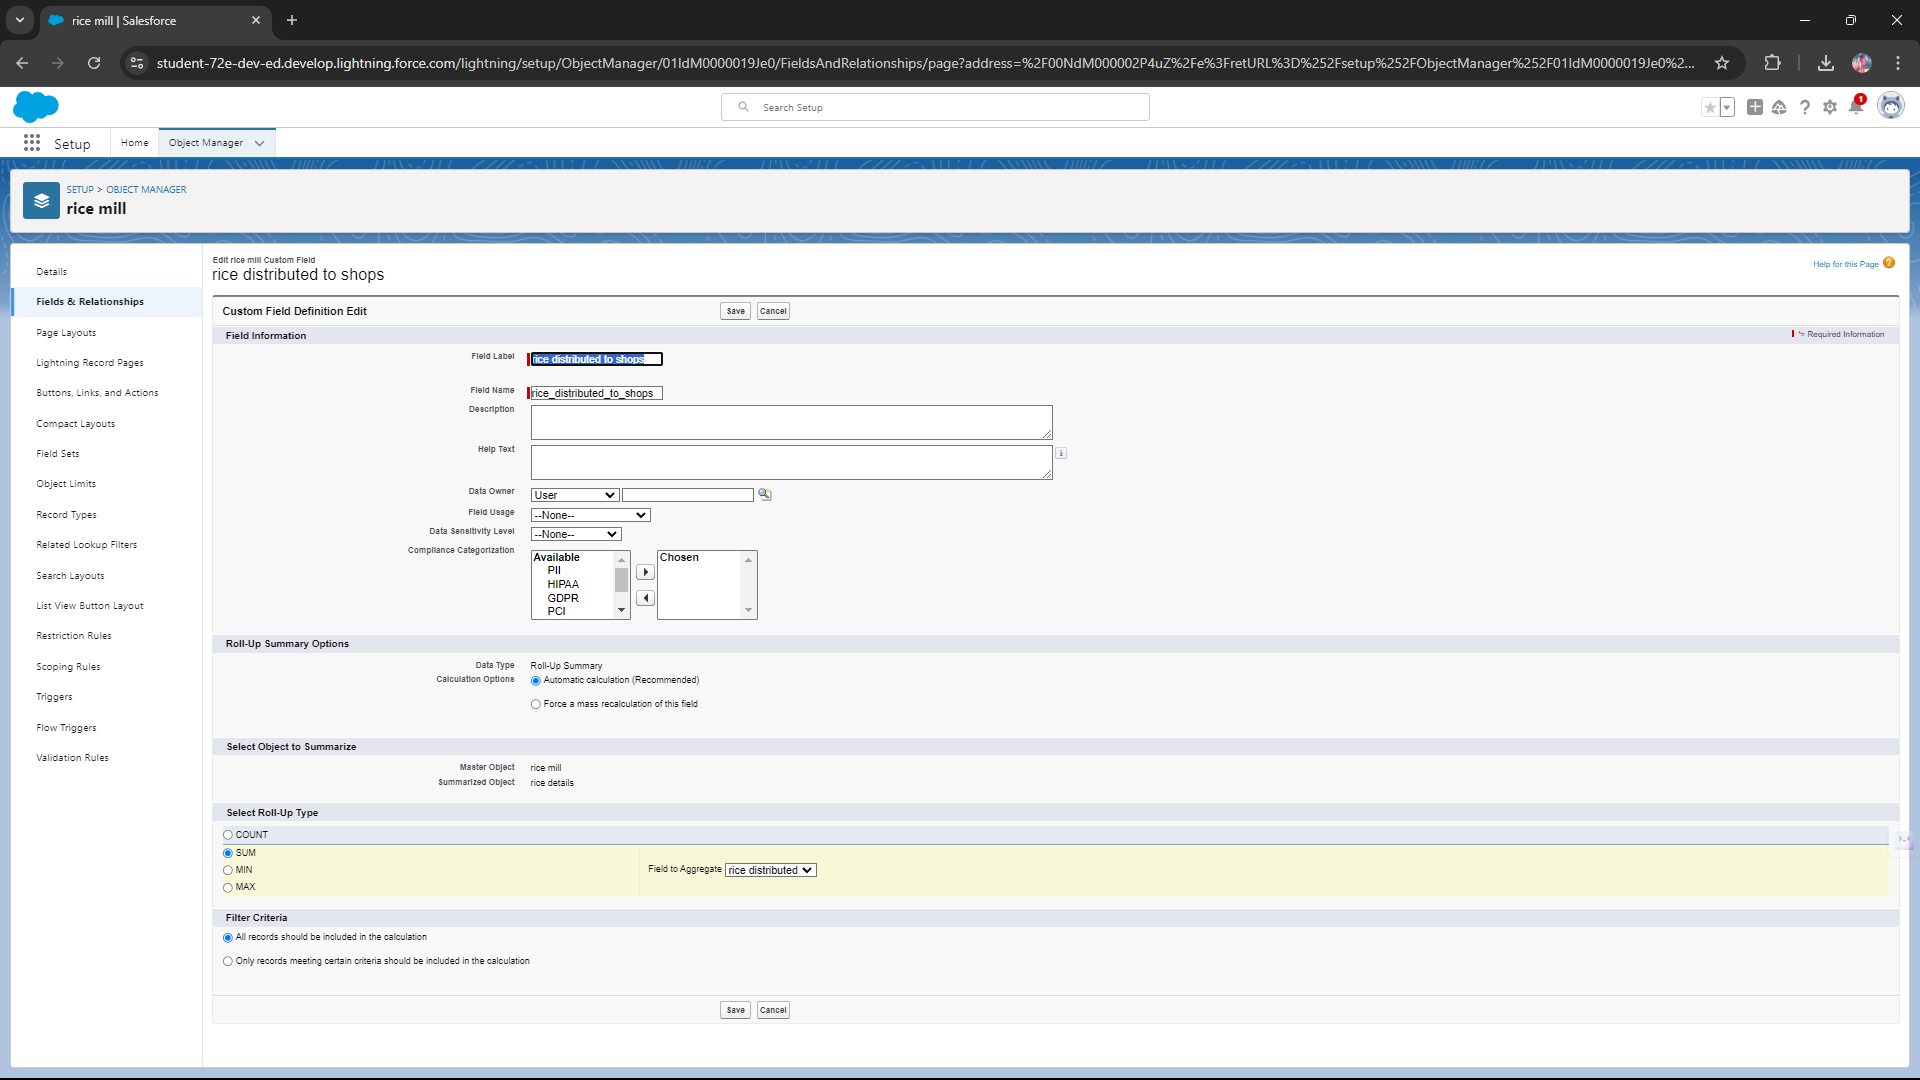 rice mill | Salesforce
student-72e-dev-ed.develop.lightning.force.com/lightning/setup/ObjectManager/01IdM0000019Je0/FieldsAndRelationships/page?address=%2F00NdM000002P4uZ%2Fe%3FretURL%3D%252Fsetup%252FObjectManager%252F01IdM0000019Je0%2...
Search Setup
1
Setup
Home
Object Manager
SETUP > OBJECT MANAGER
rice mill
Details
Fields & Relationships
Page Layouts
Lightning Record Pages
Buttons, Links, and Actions
Compact Layouts
Field Sets
Object Limits
Record Types
Related Lookup Filters
Search Layouts
List View Button Layout
Restriction Rules
Scoping Rules
Triggers
Flow Triggers
Validation Rules
Edit rice mill Custom Field
rice distributed to shops
Help for this Page ?
Custom Field Definition Edit
Save Cancel
Field Information
= Required Information
Field Label rice distributed to shops
Field Name rice_distributed_to_shops
Description
Help Text
i
Data Owner User
Field Usage --None--
Data Sensitivity Level --None--
Compliance Categorization
Available
PII
HIPAA
GDPR
PCI
Chosen
Roll-Up Summary Options
Data Type Roll-Up Summary
Calculation Options Automatic calculation (Recommended)
Force a mass recalculation of this field
Select Object to Summarize
Master Object rice mill
Summarized Object rice details
Select Roll-Up Type
COUNT
SUM
MIN
MAX
Field to Aggregate rice distributed
Filter Criteria
All records should be included in the calculation
Only records meeting certain criteria should be included in the calculation
Save Cancel